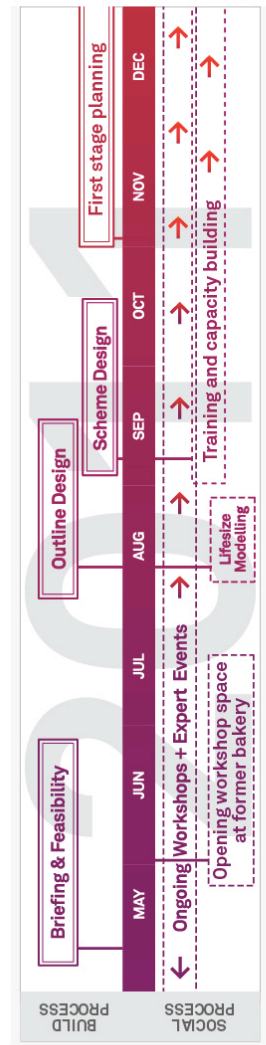 BUILD
PROCESS
SOCIAL
PROCESS
2011
Briefing & Feasibility
Outline Design
Scheme Design
First stage planning
MAY
JUN
JUL
AUG
SEP
OCT
NOV
DEC
← Ongoing Workshops + Expert Events → → → → → →
Training and capacity building → →
Opening workshop space
at former bakery
Lifesize
Modelling